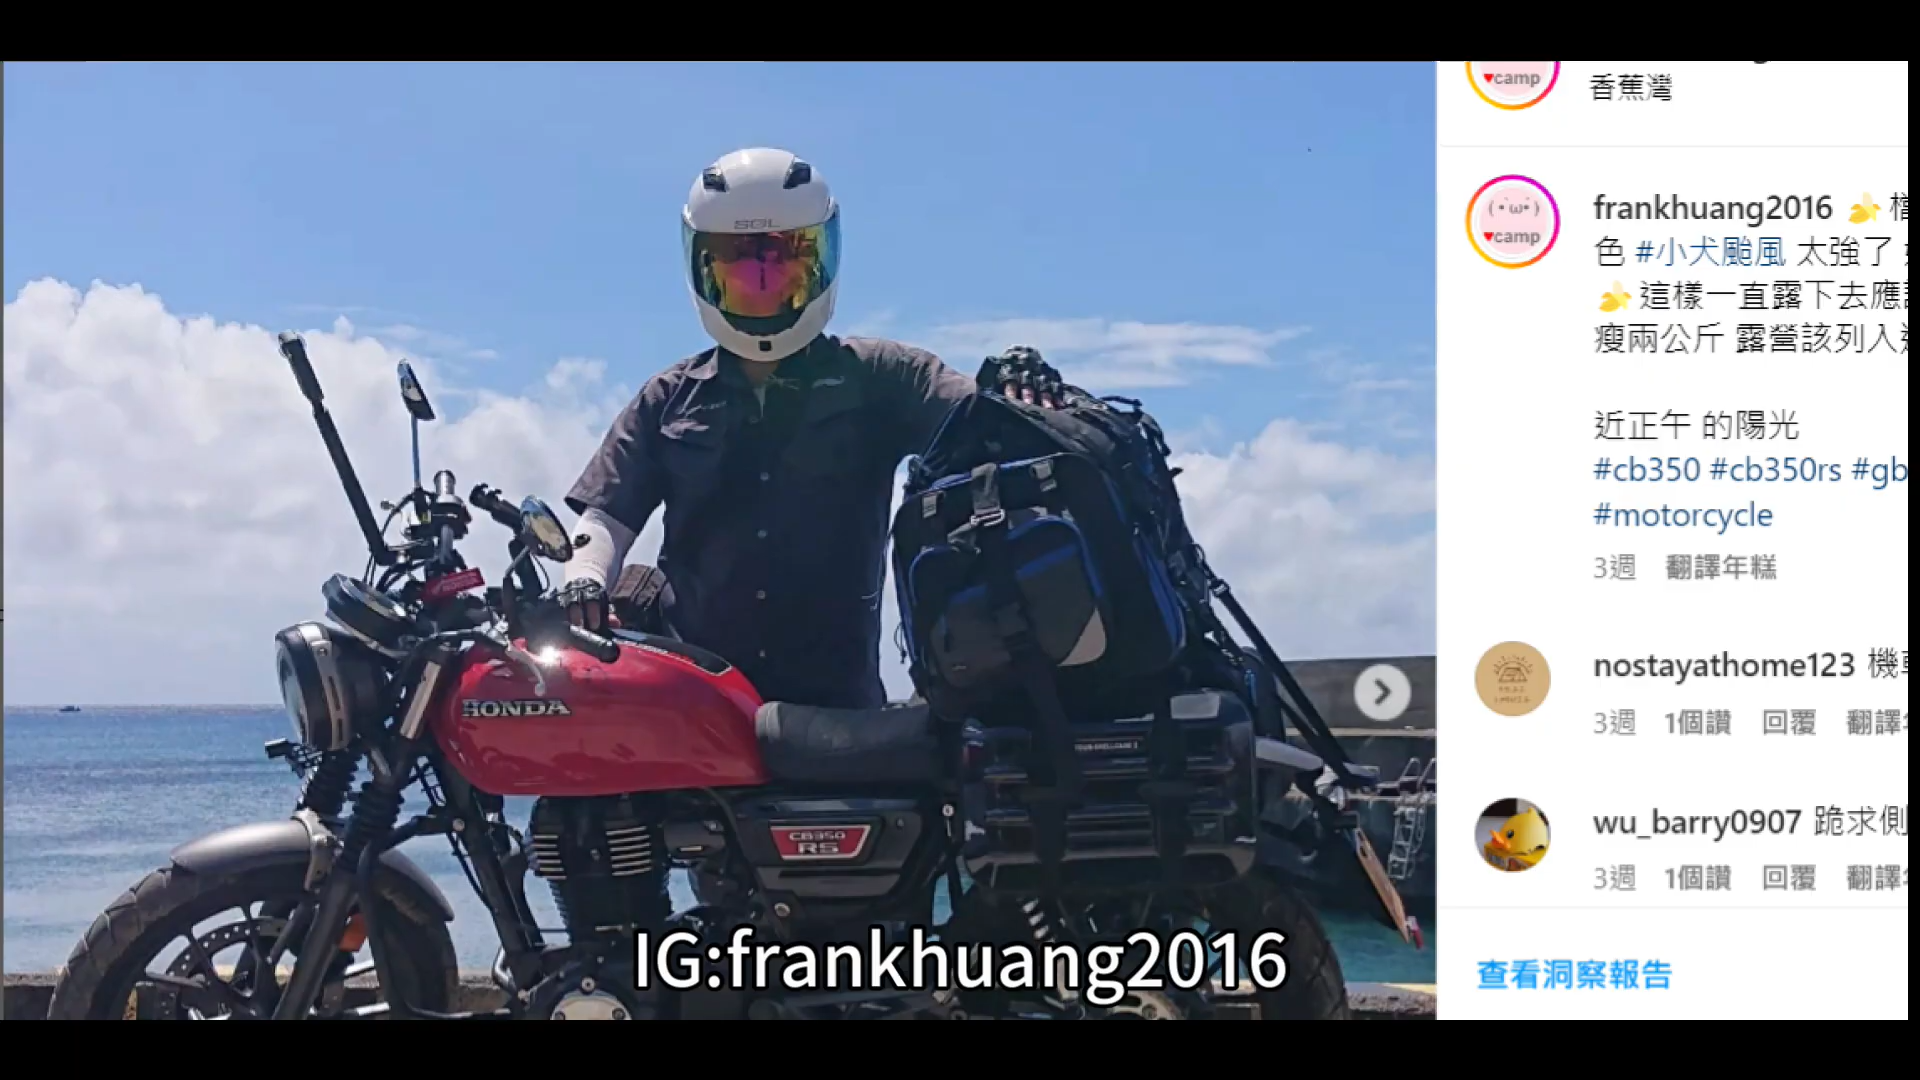 SOL
HONDA
CB350
RS
IG:frankhuang2016
♥camp
香蕉灣
(•ω•)
♥camp
frankhuang2016 🍌
色 #小犬颱風 太強了
🍌這樣一直露下去應
瘦兩公斤 露營該列入
近正午 的陽光
#cb350 #cb350rs #gb
#motorcycle
3週 翻譯年糕
nostayathome123 機車
3週 1個讚 回覆 翻譯
wu_barry0907 跪求側
3週 1個讚 回覆 翻譯
查看洞察報告